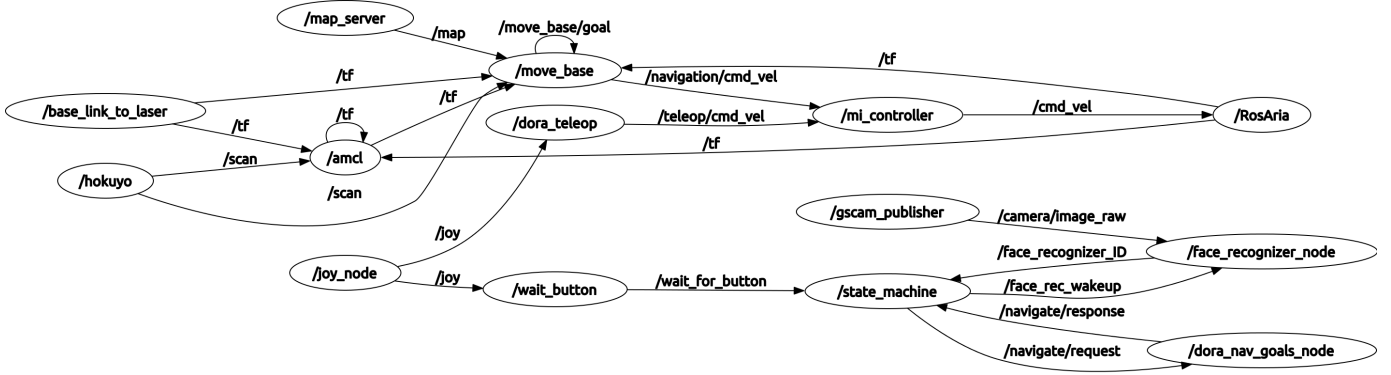 /map_server
/map
/move_base/goal
/move_base
/tf
/tf
/navigation/cmd_vel
/base_link_to_laser
/tf
/tf
/tf
/dora_teleop
/teleop/cmd_vel
/mi_controller
/cmd_vel
/RosAria
/amcl
/scan
/tf
/hokuyo
/scan
/gscam_publisher
/camera/image_raw
/joy
/face_recognizer_ID
/face_recognizer_node
/joy_node
/joy
/wait_button
/wait_for_button
/state_machine
/face_rec_wakeup
/navigate/response
/navigate/request
/dora_nav_goals_node